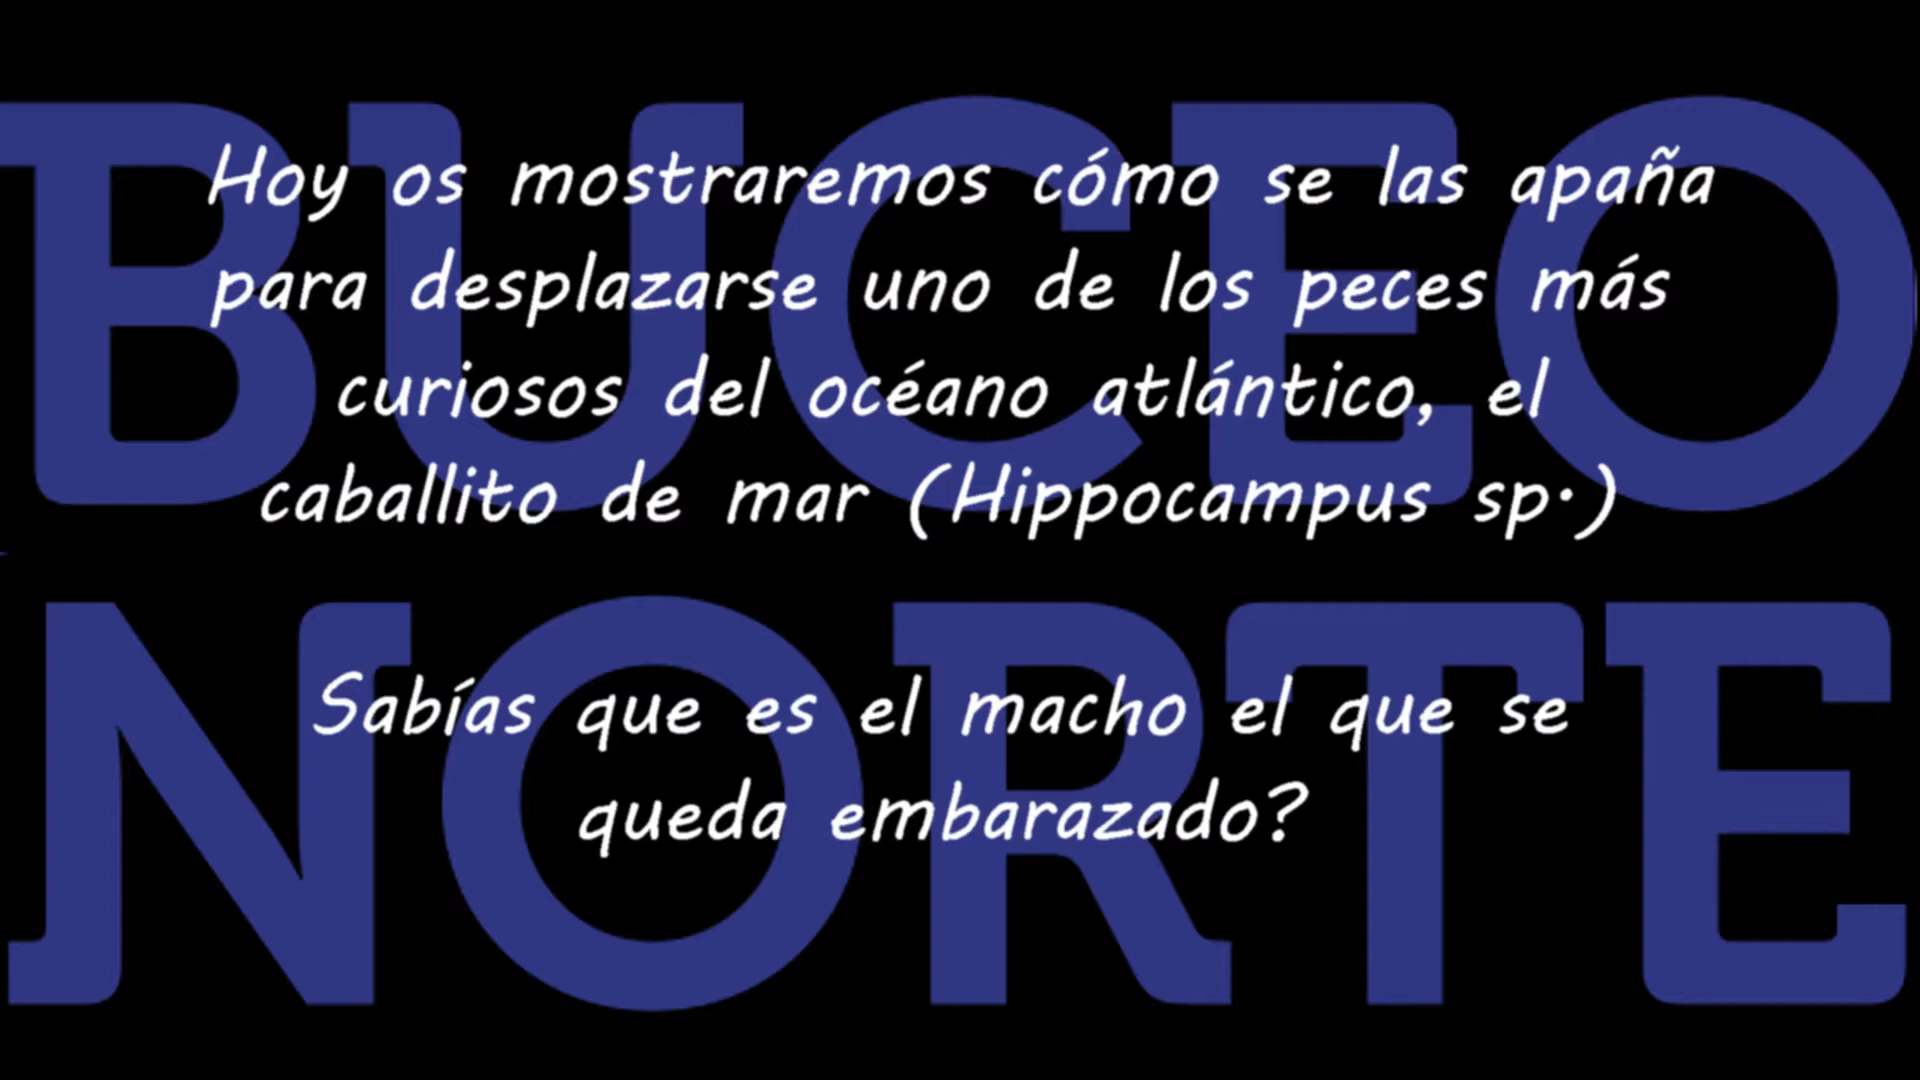 BUCEO
NORTE
Hoy os mostraremos cómo se las apaña
para desplazarse uno de los peces más
curiosos del océano atlántico, el
caballito de mar (Hippocampus sp.)
Sabías que es el macho el que se
queda embarazado?